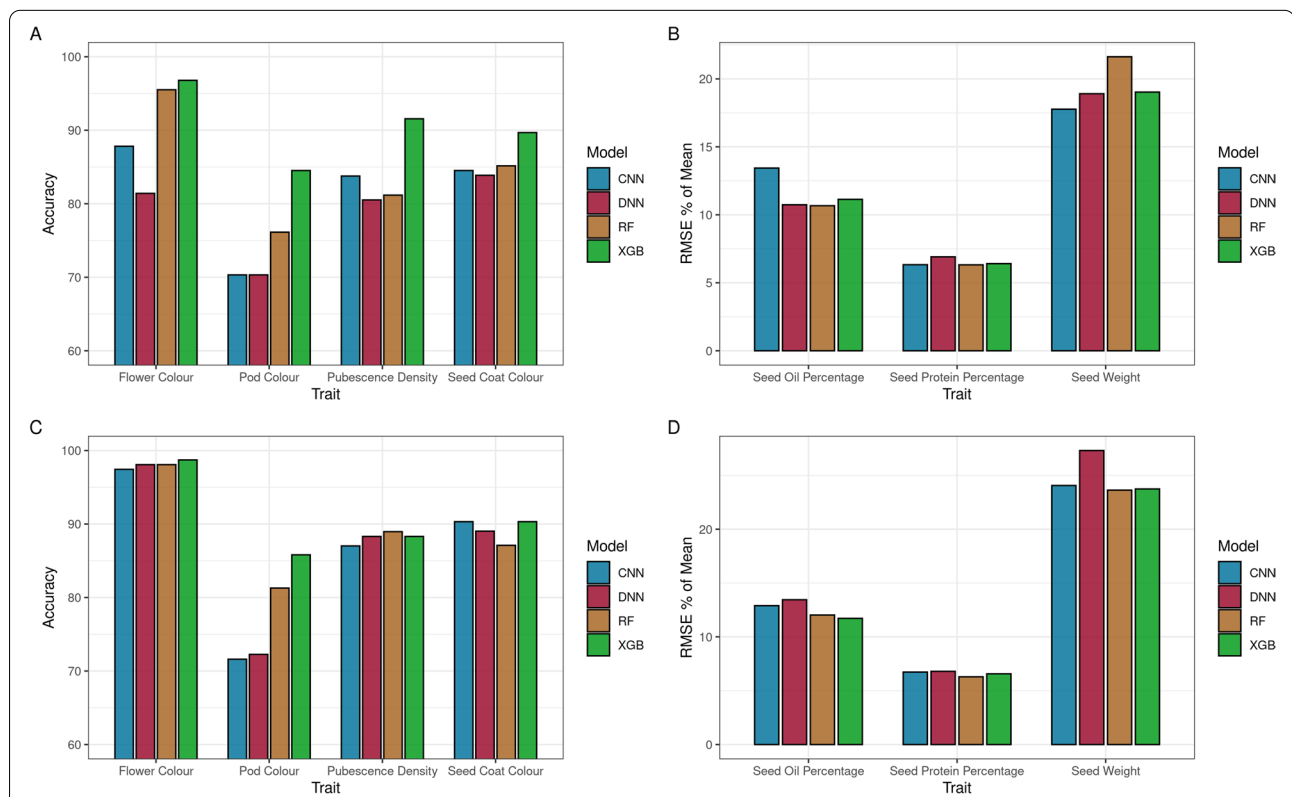 A
100
90
80
70
60
Accuracy
Flower Colour
Pod Colour
Pubescence Density
Seed Coat Colour
Trait
Model
CNN
DNN
RF
XGB
B
20
15
10
5
0
RMSE % of Mean
Seed Oil Percentage
Seed Protein Percentage
Seed Weight
Trait
Model
CNN
DNN
RF
XGB
C
100
90
80
70
60
Accuracy
Flower Colour
Pod Colour
Pubescence Density
Seed Coat Colour
Trait
Model
CNN
DNN
RF
XGB
D
20
10
0
RMSE % of Mean
Seed Oil Percentage
Seed Protein Percentage
Seed Weight
Trait
Model
CNN
DNN
RF
XGB